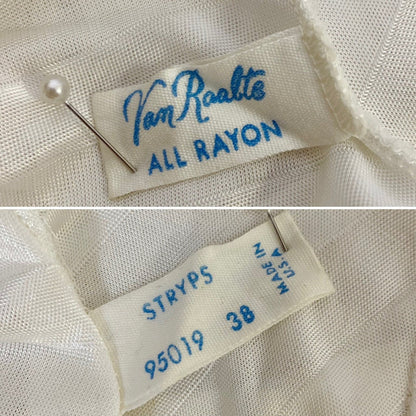 Van Raalte
ALL RAYON
STRYPS
95019 38
MADE IN
U.S.A